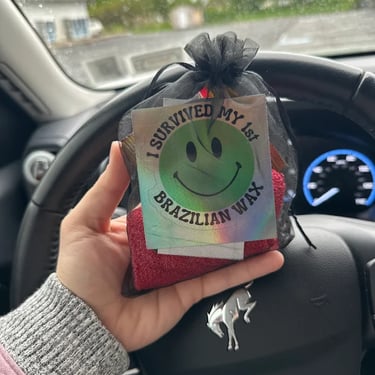 I SURVIVED MY 1st
BRAZILIAN WAX